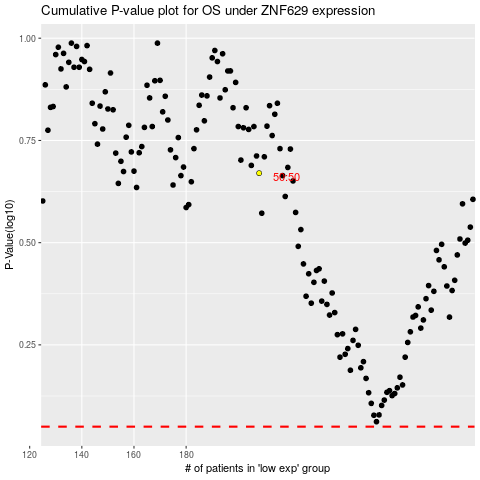 Cumulative P-value plot for OS under ZNF629 expression
1.00
0.75
0.50
0.25
P-Value(log10)
50:50
120 140 160 180
# of patients in 'low exp' group